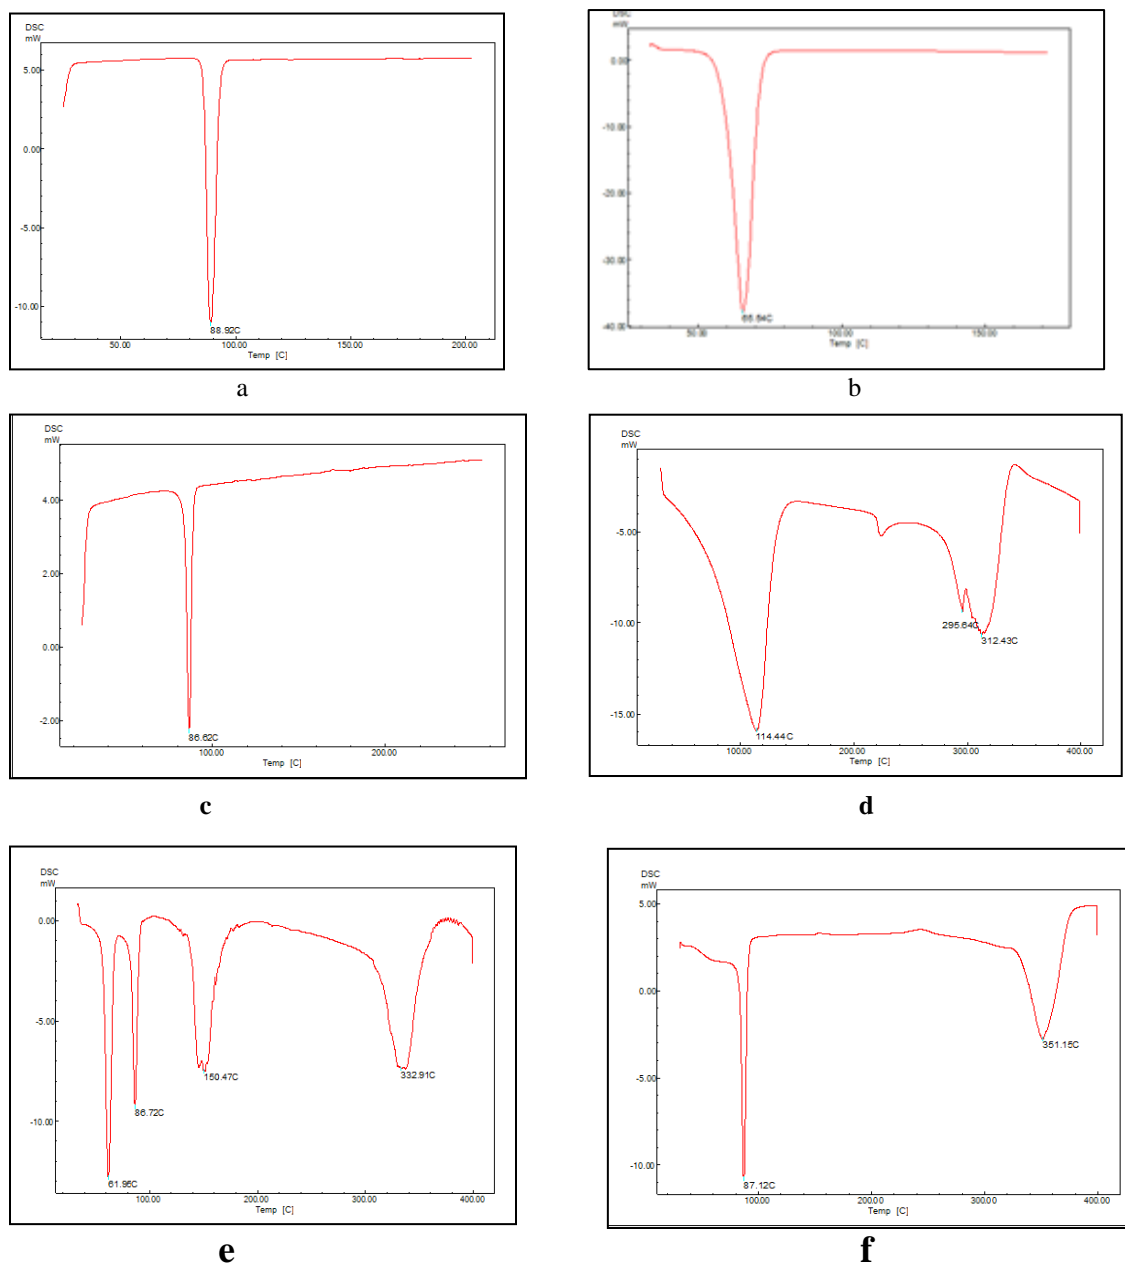 DSC
mW
5.00
0.00
-5.00
-10.00
88.92C
50.00 100.00 150.00 200.00
Temp [C]
a
DSC
mW
0.00
-10.00
-20.00
-30.00
-40.00
50.00 100.00 150.00
Temp [C]
b
DSC
mW
4.00
2.00
0.00
-2.00
86.62C
100.00 200.00
Temp [C]
c
DSC
mW
-5.00
-10.00
-15.00
295.64C
312.43C
114.44C
100.00 200.00 300.00 400.00
Temp [C]
d
DSC
mW
0.00
-5.00
-10.00
150.47C
332.91C
86.72C
61.95C
100.00 200.00 300.00 400.00
Temp [C]
e
DSC
mW
5.00
0.00
-5.00
-10.00
351.15C
87.12C
100.00 200.00 300.00 400.00
Temp [C]
f